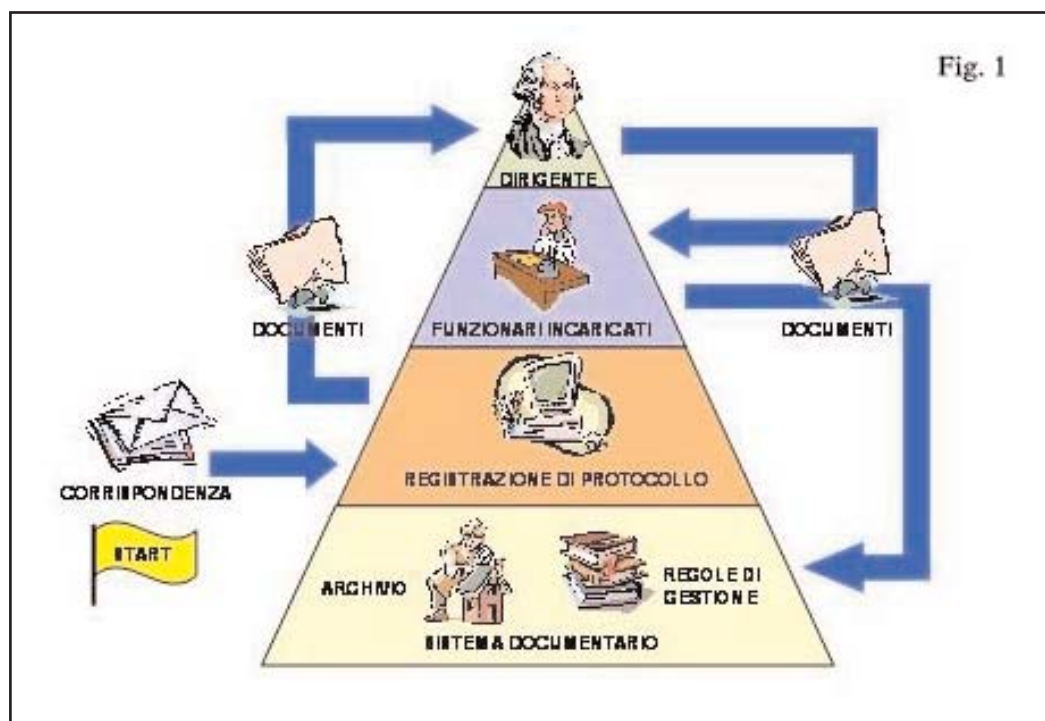 Fig. 1
DIRIGENTE
DOCUMENTI
FUNZIONARI INCARICATI
DOCUMENTI
CORRISPONDENZA
REGISTRAZIONE DI PROTOCOLLO
START
ARCHIVIO
REGOLE DI
GESTIONE
SISTEMA DOCUMENTARIO